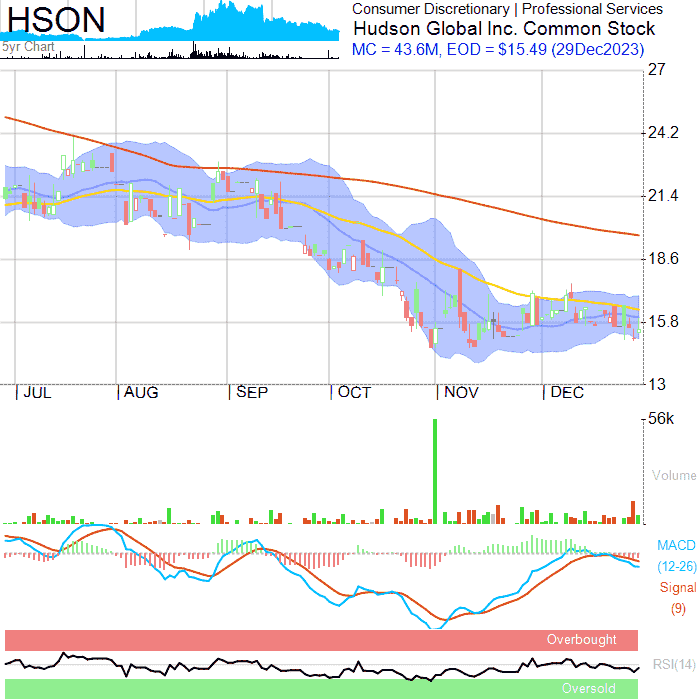 HSON
5yr Chart
Consumer Discretionary | Professional Services
Hudson Global Inc. Common Stock
MC = 43.6M, EOD = $15.49 (29Dec2023)
27
24.2
21.4
18.6
15.8
13
JUL AUG SEP OCT NOV DEC
56k
Volume
MACD
(12-26)
Signal
(9)
Overbought
RSI(14)
Oversold